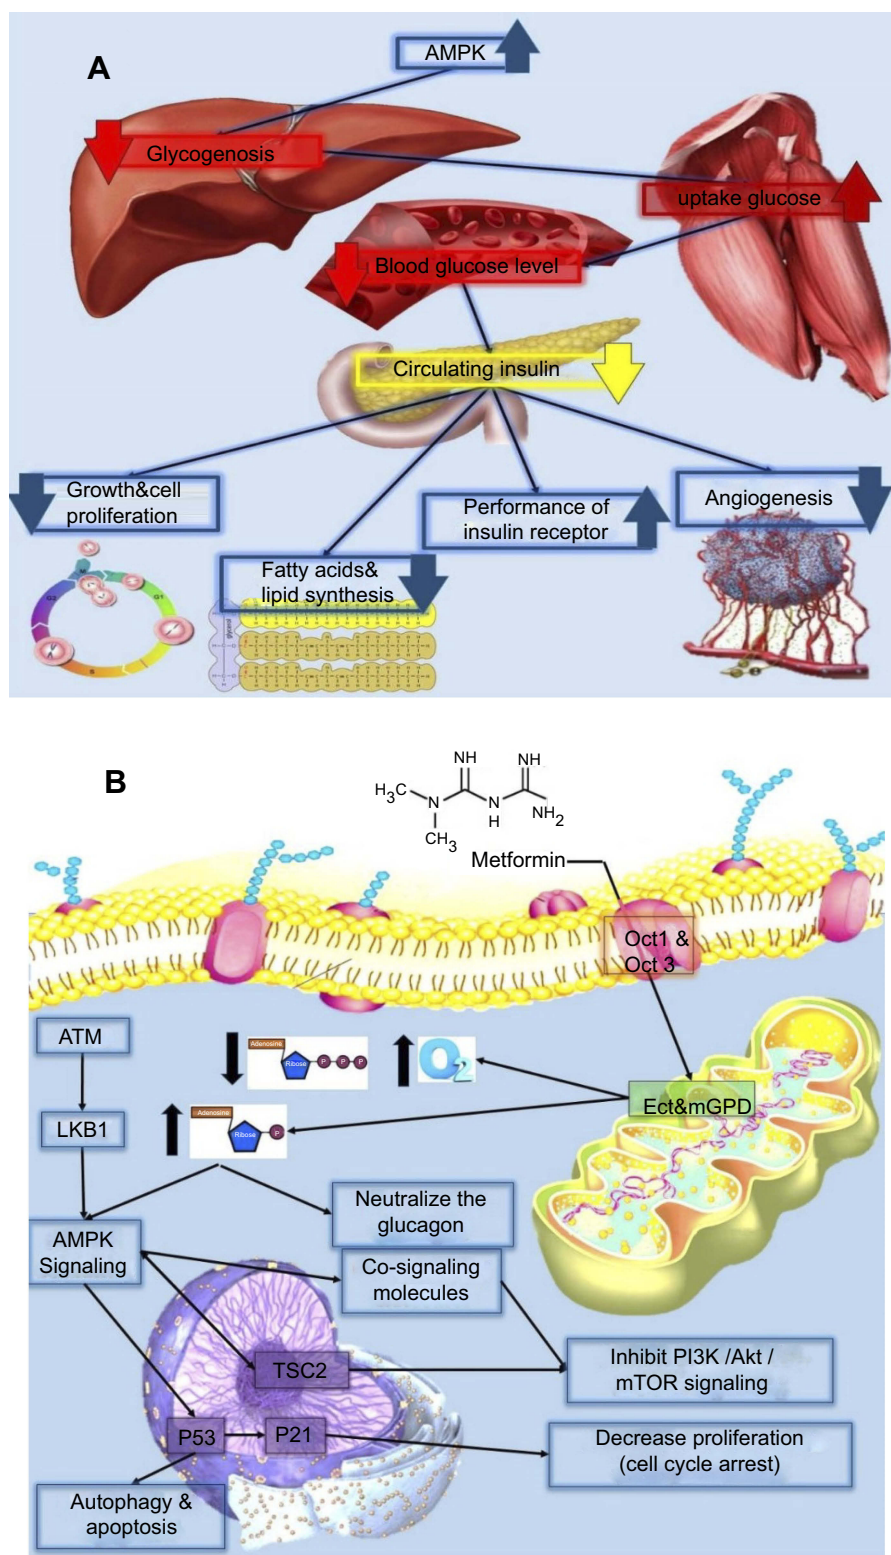 A
AMPK
Glycogenosis
uptake glucose
Blood glucose level
Circulating insulin
Growth&cell
proliferation
Fatty acids&
lipid synthesis
Performance of
insulin receptor
Angiogenesis
G2
M
G1
S
glycerol
B
NH
NH
H3C
N
N
H
NH2
CH3
Metformin
Oct1 &
Oct 3
ATM
Adenosine
Ribose
P
P
P
O2
Ect&mGPD
LKB1
Adenosine
Ribose
P
Neutralize the
glucagon
AMPK
Signaling
Co-signaling
molecules
TSC2
Inhibit PI3K /Akt /
mTOR signaling
P53
P21
Decrease proliferation
(cell cycle arrest)
Autophagy &
apoptosis